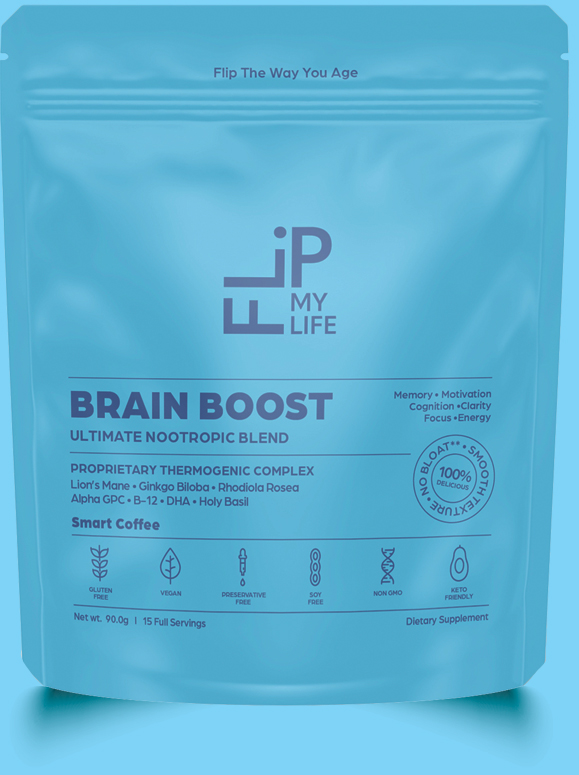 Flip The Way You Age
FLiP
MY
LIFE
BRAIN BOOST
ULTIMATE NOOTROPIC BLEND
Memory • Motivation
Cognition •Clarity
Focus •Energy
PROPRIETARY THERMOGENIC COMPLEX
Lion's Mane • Ginkgo Biloba • Rhodiola Rosea
Alpha GPC • B-12 • DHA • Holy Basil
Smart Coffee
• NO BLOAT** • SMOOTH TEXTURE
100%
DELICIOUS
GLUTEN
FREE
VEGAN
PRESERVATIVE
FREE
SOY
FREE
NON GMO
KETO
FRIENDLY
Net wt. 90.0g | 15 Full Servings
Dietary Supplement